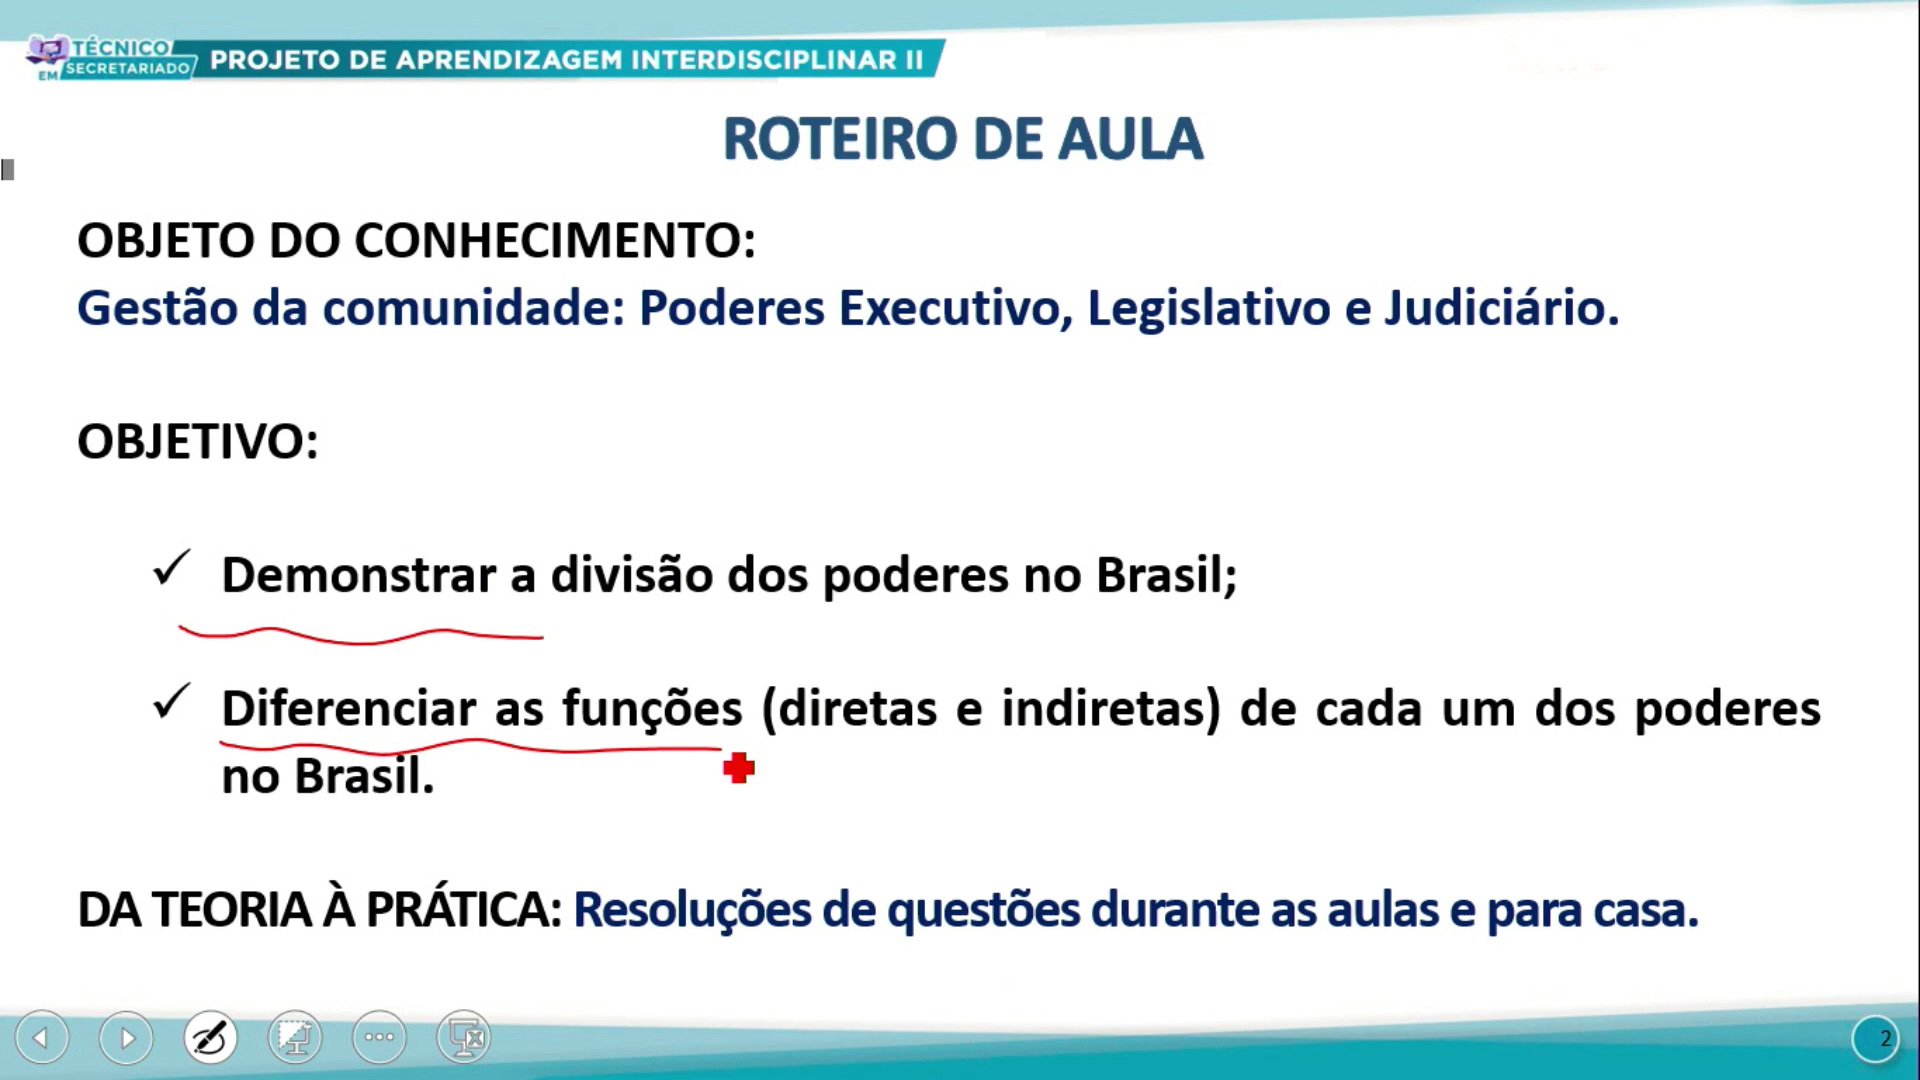 TÉCNICO
EM SECRETARIADO
PROJETO DE APRENDIZAGEM INTERDISCIPLINAR II
ROTEIRO DE AULA
OBJETO DO CONHECIMENTO:
Gestão da comunidade: Poderes Executivo, Legislativo e Judiciário.
OBJETIVO:
✓ Demonstrar a divisão dos poderes no Brasil;
✓ Diferenciar as funções (diretas e indiretas) de cada um dos poderes
no Brasil.
DA TEORIA À PRÁTICA: Resoluções de questões durante as aulas e para casa.
2